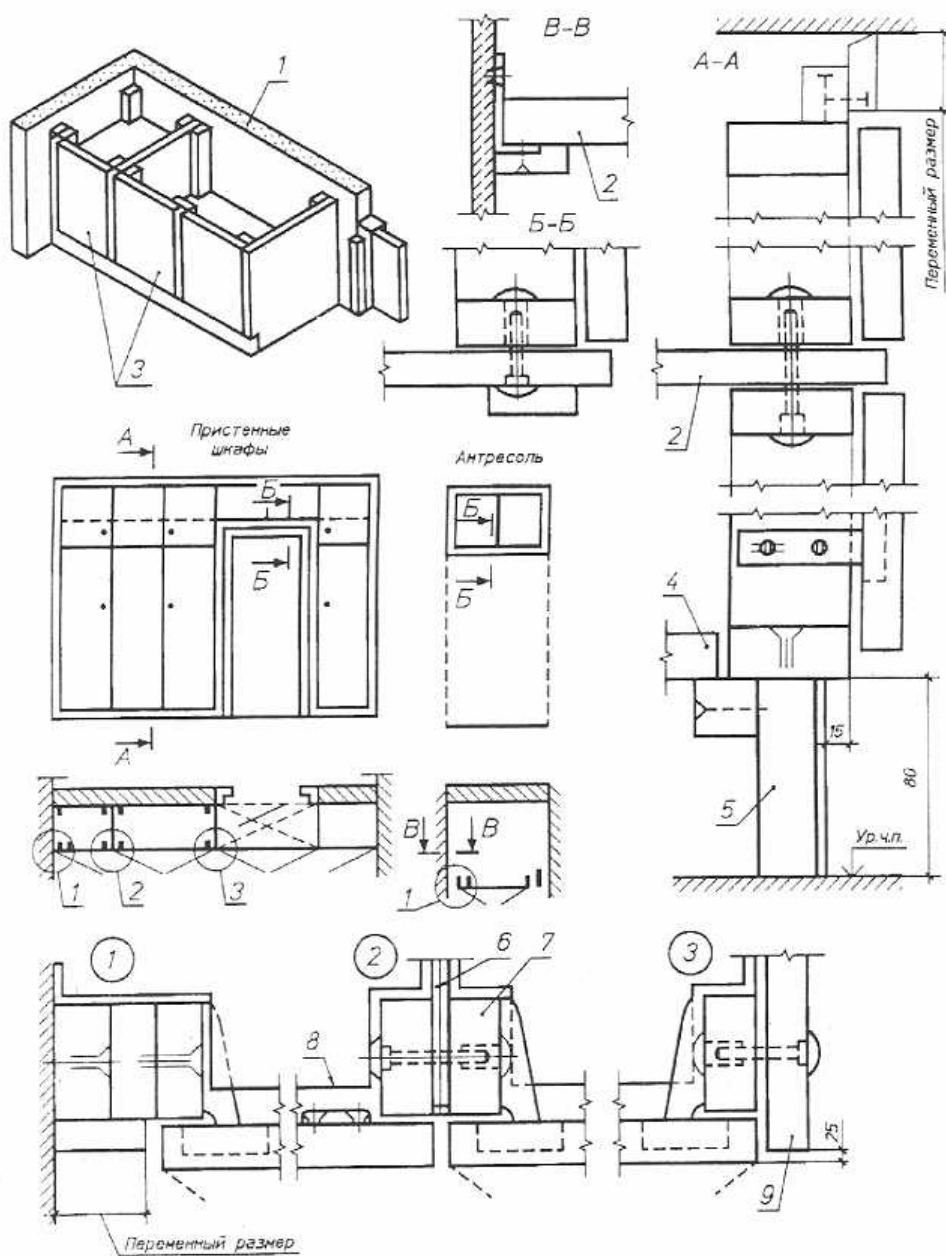 1
3
В-В
2
Б-Б
А-А
Переменный размер
2
4
5
15
80
Ур.ч.п.
Пристенные
шкафы
А
Б
Б
А
Антресоль
Б
Б
1
2
3
В
В
1
1
2
3
6
7
8
9
25
Переменный размер